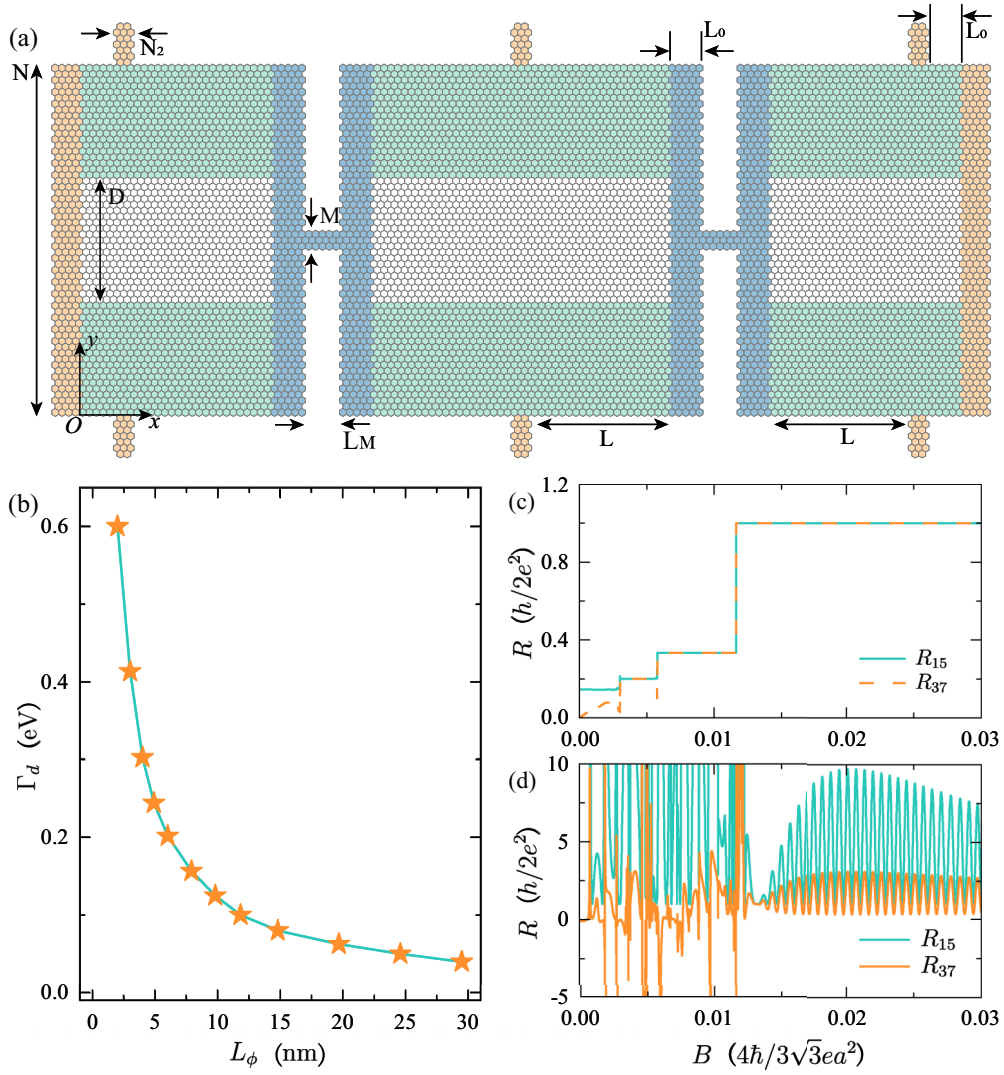 (a)
N₂
L₀
L₀
N
D
M
y
O
x
L_M
L
L
(b)
0.6
0.4
0.2
0.0
Γ_d (eV)
0 5 10 15 20 25 30
L_ϕ (nm)
(c)
1.2
0.8
0.4
0.0
R (h/2e²)
R₁₅
R₃₇
0.00 0.01 0.02 0.03
(d)
10
5
0
-5
R (h/2e²)
R₁₅
R₃₇
0.00 0.01 0.02 0.03
B (4ℏ/3√3ea²)